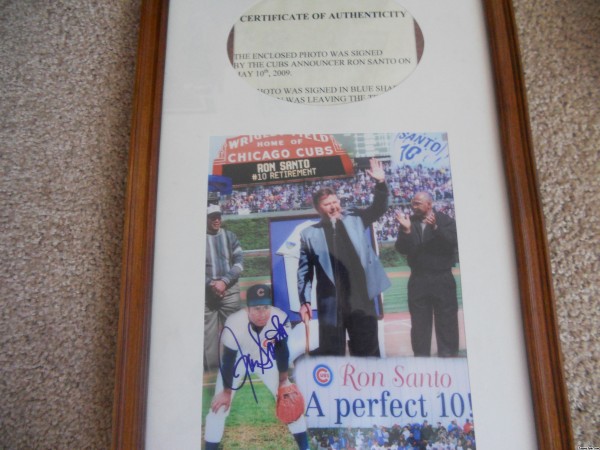 CERTIFICATE OF AUTHENTICITY
THE ENCLOSED PHOTO WAS SIGNED
BY THE CUBS ANNOUNCER RON SANTO ON
MAY 10th, 2009.
PHOTO WAS SIGNED IN BLUE
WAS LEAVING THE
WRIGLEY FIELD
HOME OF
CHICAGO CUBS
RON SANTO
#10 RETIREMENT
SANTO
10
Ron Santo
C
Ron Santo
A perfect 10!